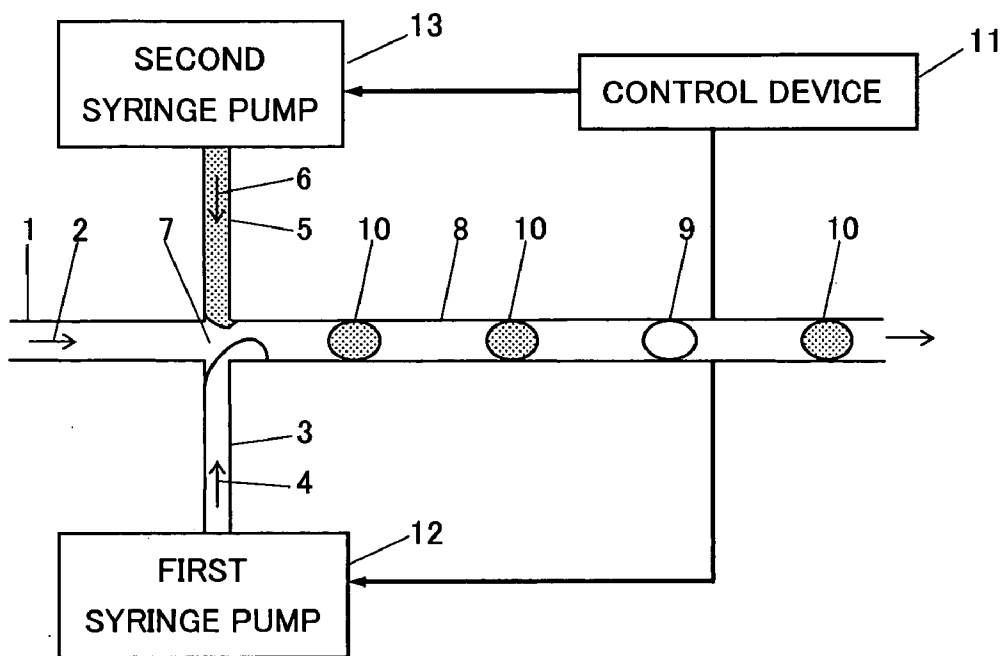 13
11
SECOND
SYRINGE PUMP
CONTROL DEVICE
6
5
1 2 7 10 8 10 9 10
3
4
12
FIRST
SYRINGE PUMP